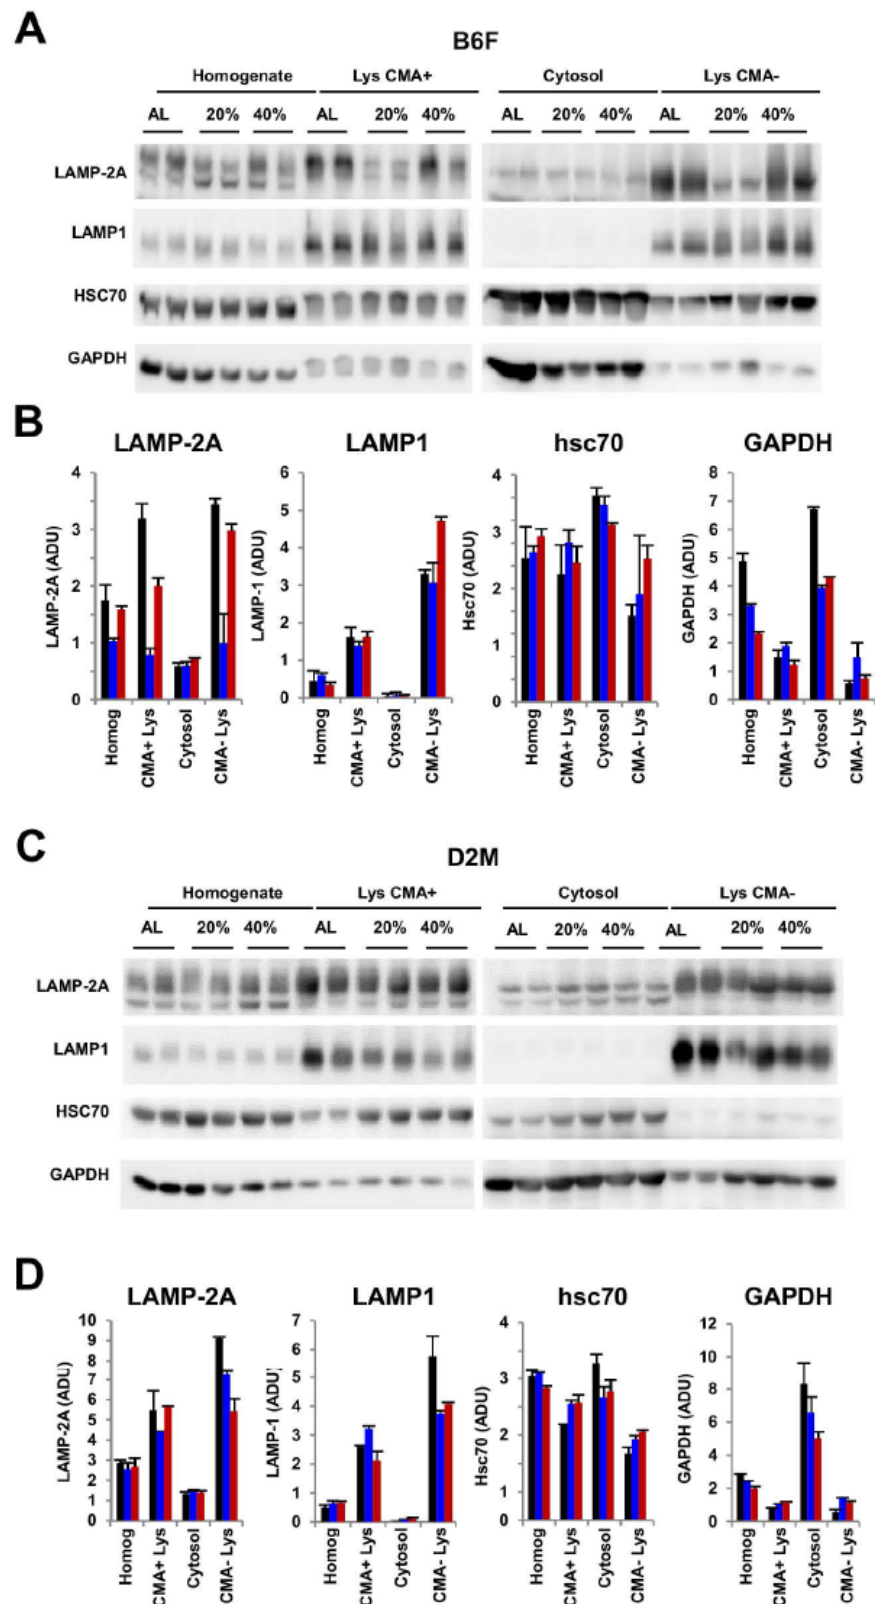 A
B6F
Homogenate Lys CMA+ Cytosol Lys CMA-
AL 20% 40% AL 20% 40% AL 20% 40% AL 20% 40%
LAMP-2A
LAMP1
HSC70
GAPDH
B
LAMP-2A LAMP1 hsc70 GAPDH
LAMP-2A (ADU)
4
3
2
1
0
Homog
CMA+ Lys
Cytosol
CMA- Lys
LAMP-1 (ADU)
6
5
4
3
2
1
0
Homog
CMA+ Lys
Cytosol
CMA- Lys
Hsc70 (ADU)
4
3
2
1
0
Homog
CMA+ Lys
Cytosol
CMA- Lys
GAPDH (ADU)
8
7
6
5
4
3
2
1
0
Homog
CMA+ Lys
Cytosol
CMA- Lys
C
D2M
Homogenate Lys CMA+ Cytosol Lys CMA-
AL 20% 40% AL 20% 40% AL 20% 40% AL 20% 40%
LAMP-2A
LAMP1
HSC70
GAPDH
D
LAMP-2A LAMP1 hsc70 GAPDH
LAMP-2A (ADU)
10
9
8
7
6
5
4
3
2
1
0
Homog
CMA+ Lys
Cytosol
CMA- Lys
LAMP-1 (ADU)
7
6
5
4
3
2
1
0
Homog
CMA+ Lys
Cytosol
CMA- Lys
Hsc70 (ADU)
4
3
2
1
0
Homog
CMA+ Lys
Cytosol
CMA- Lys
GAPDH (ADU)
12
10
8
6
4
2
0
Homog
CMA+ Lys
Cytosol
CMA- Lys